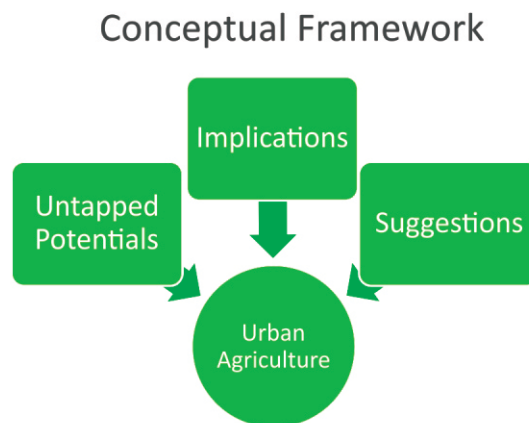 Conceptual Framework
Implications
Untapped
Potentials
Suggestions
Urban
Agriculture